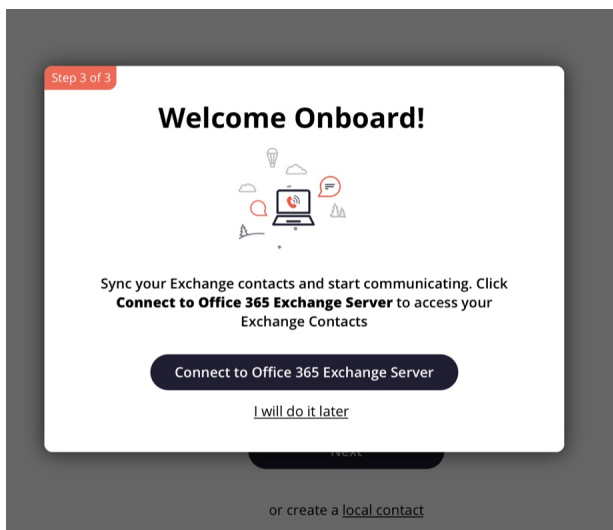 Step 3 of 3
Welcome Onboard!
Sync your Exchange contacts and start communicating. Click
Connect to Office 365 Exchange Server to access your
Exchange Contacts
Connect to Office 365 Exchange Server
I will do it later
Next
or create a local contact